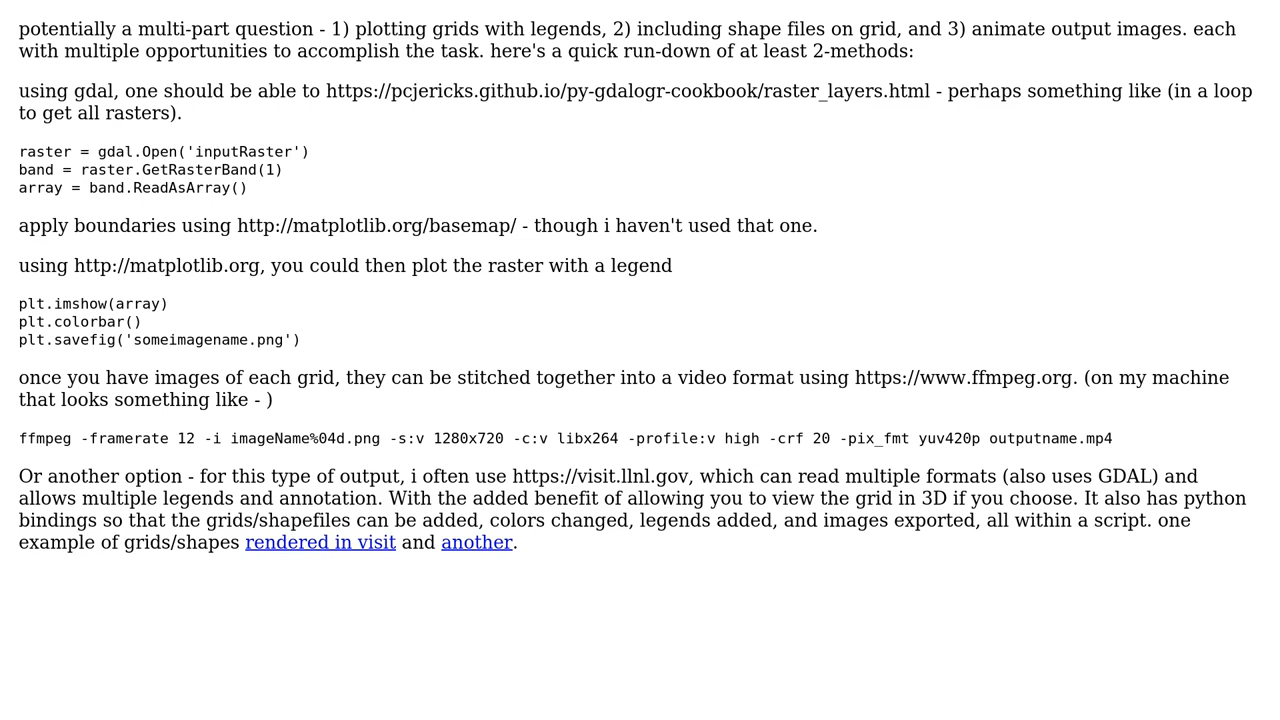 potentially a multi-part question - 1) plotting grids with legends, 2) including shape files on grid, and 3) animate output images. each
with multiple opportunities to accomplish the task. here's a quick run-down of at least 2-methods:
using gdal, one should be able to https://pcjericks.github.io/py-gdalogr-cookbook/raster_layers.html - perhaps something like (in a loop
to get all rasters).
raster = gdal.Open('inputRaster')
band = raster.GetRasterBand(1)
array = band.ReadAsArray()
apply boundaries using http://matplotlib.org/basemap/ - though i haven't used that one.
using http://matplotlib.org, you could then plot the raster with a legend
plt.imshow(array)
plt.colorbar()
plt.savefig('someimagename.png')
once you have images of each grid, they can be stitched together into a video format using https://www.ffmpeg.org. (on my machine
that looks something like - )
ffmpeg -framerate 12 -i imageName%04d.png -s:v 1280x720 -c:v libx264 -profile:v high -crf 20 -pix_fmt yuv420p outputname.mp4
Or another option - for this type of output, i often use https://visit.llnl.gov, which can read multiple formats (also uses GDAL) and
allows multiple legends and annotation. With the added benefit of allowing you to view the grid in 3D if you choose. It also has python
bindings so that the grids/shapefiles can be added, colors changed, legends added, and images exported, all within a script. one
example of grids/shapes rendered in visit and another.